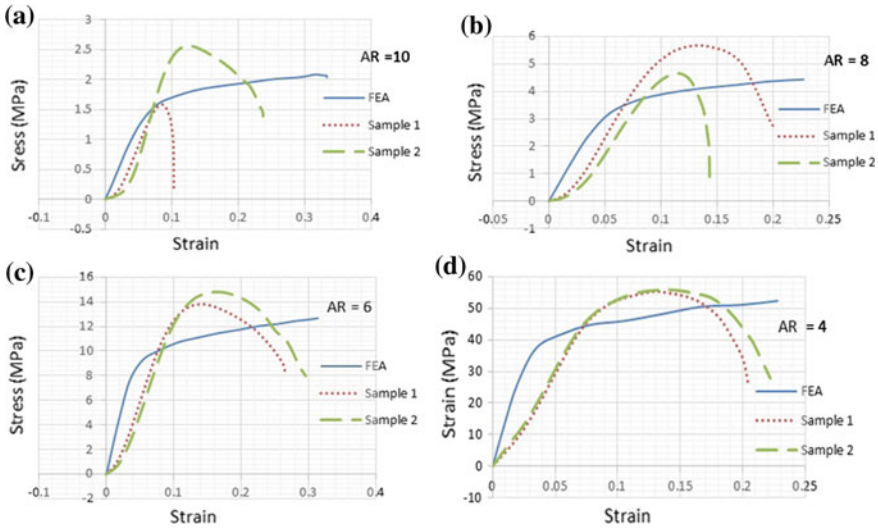 (a)
Sress (MPa)
3
2.5
2
1.5
1
0.5
0
-0.5
-0.1 0 0.1 0.2 0.3 0.4
Strain
AR =10
FEA
Sample 1
Sample 2
(b)
Stress (MPa)
6
5
4
3
2
1
0
-1
-0.05 0 0.05 0.1 0.15 0.2 0.25
Strain
AR = 8
FEA
Sample 1
Sample 2
(c)
Stress (MPa)
16
14
12
10
8
6
4
2
0
-2
-0.1 0 0.1 0.2 0.3 0.4
Strain
AR = 6
FEA
Sample 1
Sample 2
(d)
Strain (MPa)
60
50
40
30
20
10
0
-10
0 0.05 0.1 0.15 0.2 0.25
Strain
AR = 4
FEA
Sample 1
Sample 2